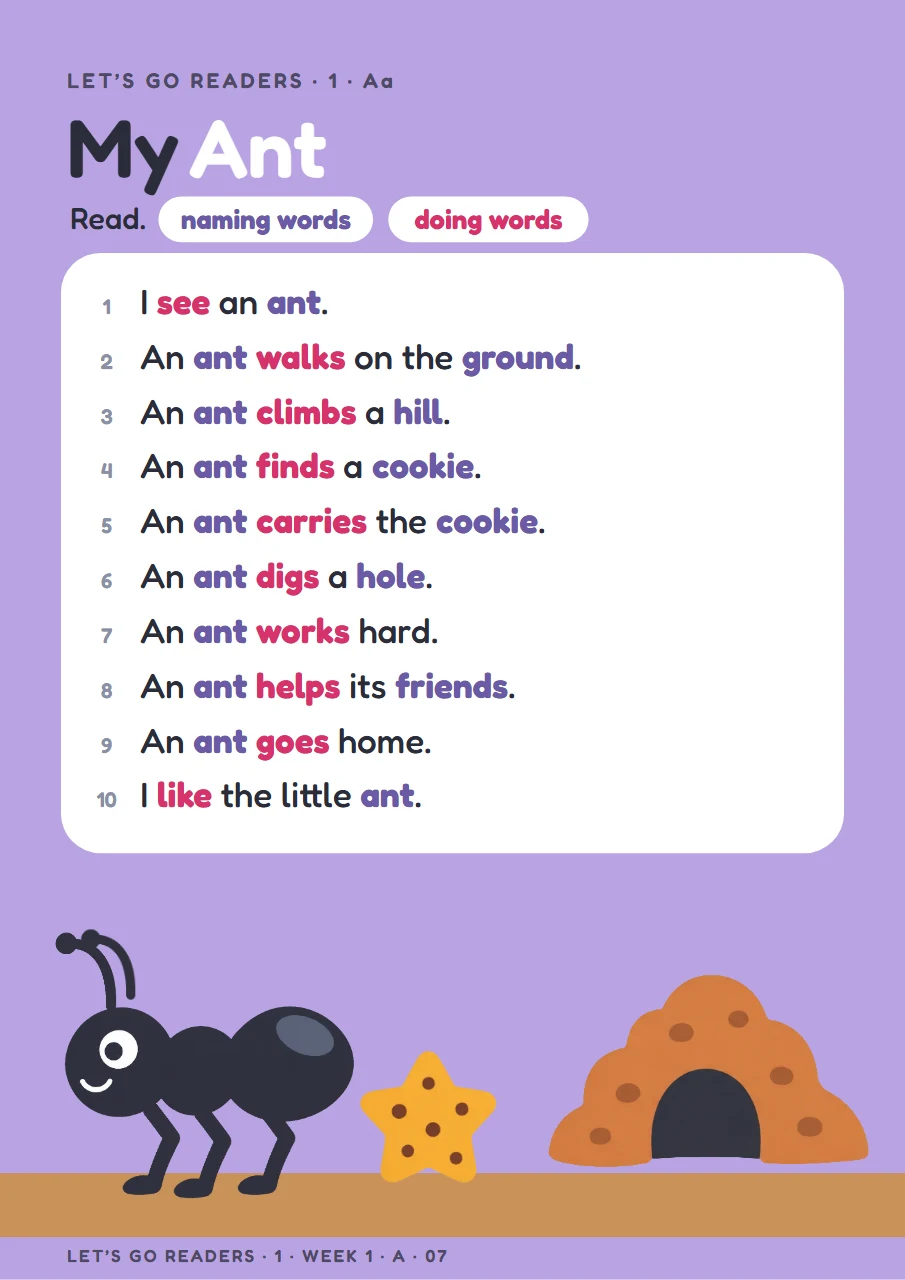 LET'S GO READERS · 1 · Aa
My Ant
Read. naming words doing words
1 I see an ant.
2 An ant walks on the ground.
3 An ant climbs a hill.
4 An ant finds a cookie.
5 An ant carries the cookie.
6 An ant digs a hole.
7 An ant works hard.
8 An ant helps its friends.
9 An ant goes home.
10 I like the little ant.
LET'S GO READERS · 1 · WEEK 1 · A · 07